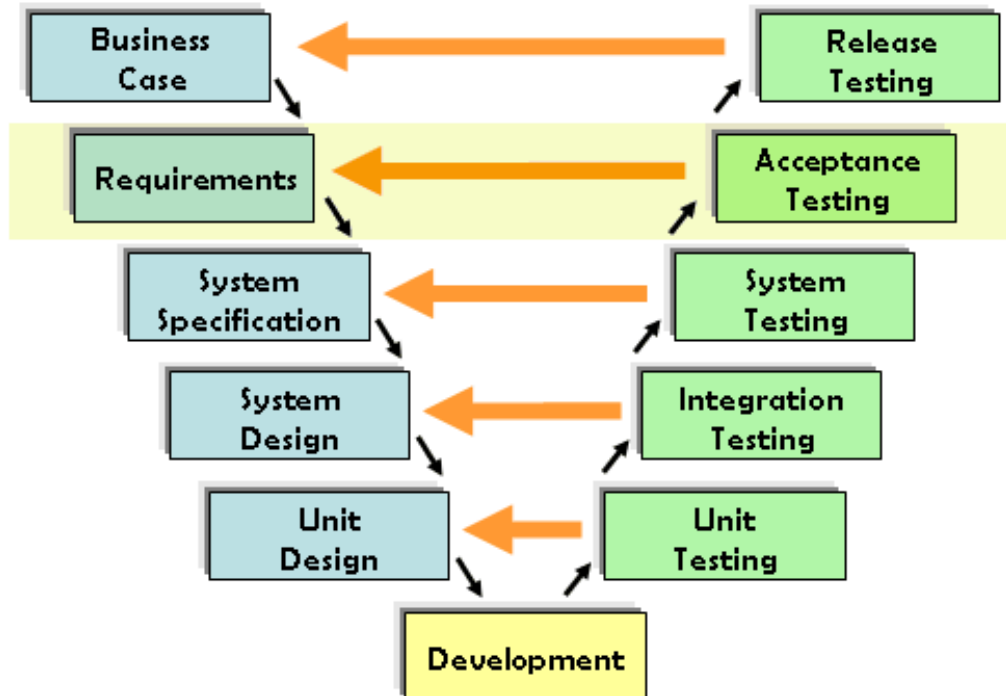 Business
Case
Release
Testing
Requirements
Acceptance
Testing
System
Specification
System
Testing
System
Design
Integration
Testing
Unit
Design
Unit
Testing
Development